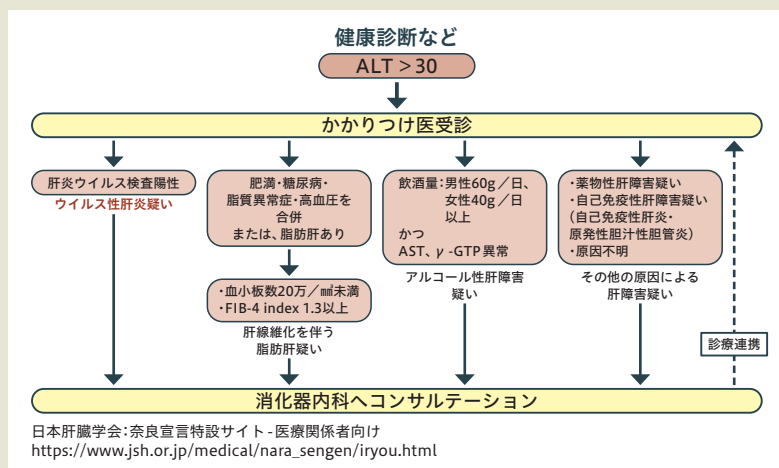 健康診断など
ALT > 30
かかりつけ医受診
肝炎ウイルス検査陽性
ウイルス性肝炎疑い
肥満・糖尿病・
脂質異常症・高血圧を
合併
または、脂肪肝あり
・血小板数20万／㎣未満
・FIB-4 index 1.3以上
肝線維化を伴う
脂肪肝疑い
飲酒量：男性60g／日、
女性40g／日
以上
かつ
AST、γ-GTP異常
アルコール性肝障害
疑い
・薬物性肝障害疑い
・自己免疫性肝障害疑い
（自己免疫性肝炎・
原発性胆汁性胆管炎）
・原因不明
その他の原因による
肝障害疑い
診療連携
消化器内科へコンサルテーション
日本肝臓学会：奈良宣言特設サイト - 医療関係者向け
https://www.jsh.or.jp/medical/nara_sengen/iryou.html